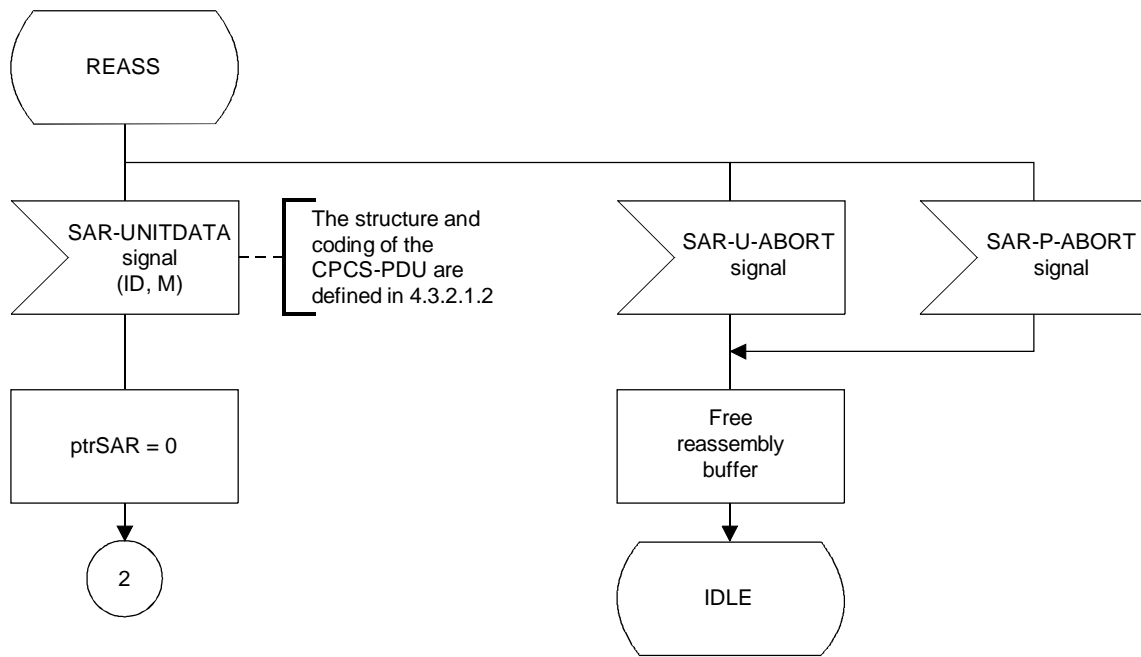 REASS
SAR-UNITDATA
signal
(ID, M)
The structure and
coding of the
CPCS-PDU are
defined in 4.3.2.1.2
SAR-U-ABORT
signal
SAR-P-ABORT
signal
ptrSAR = 0
Free
reassembly
buffer
2
IDLE